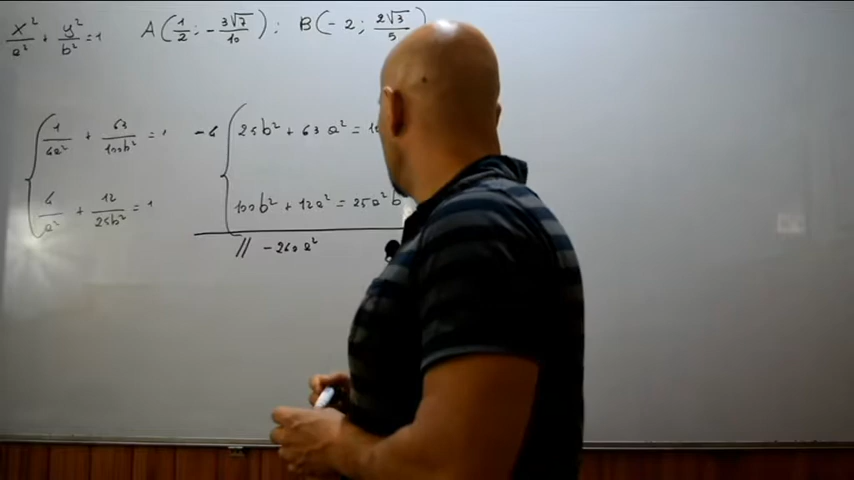 x²/a² + y²/b² = 1 A(1/2; -3√7/10); B(-2; 2√3/5)
1/4a² + 63/100b² = 1 -4 25b² + 63a² = 1
4/a² + 12/25b² = 1 100b² + 12a² = 25a²b
// -240a²